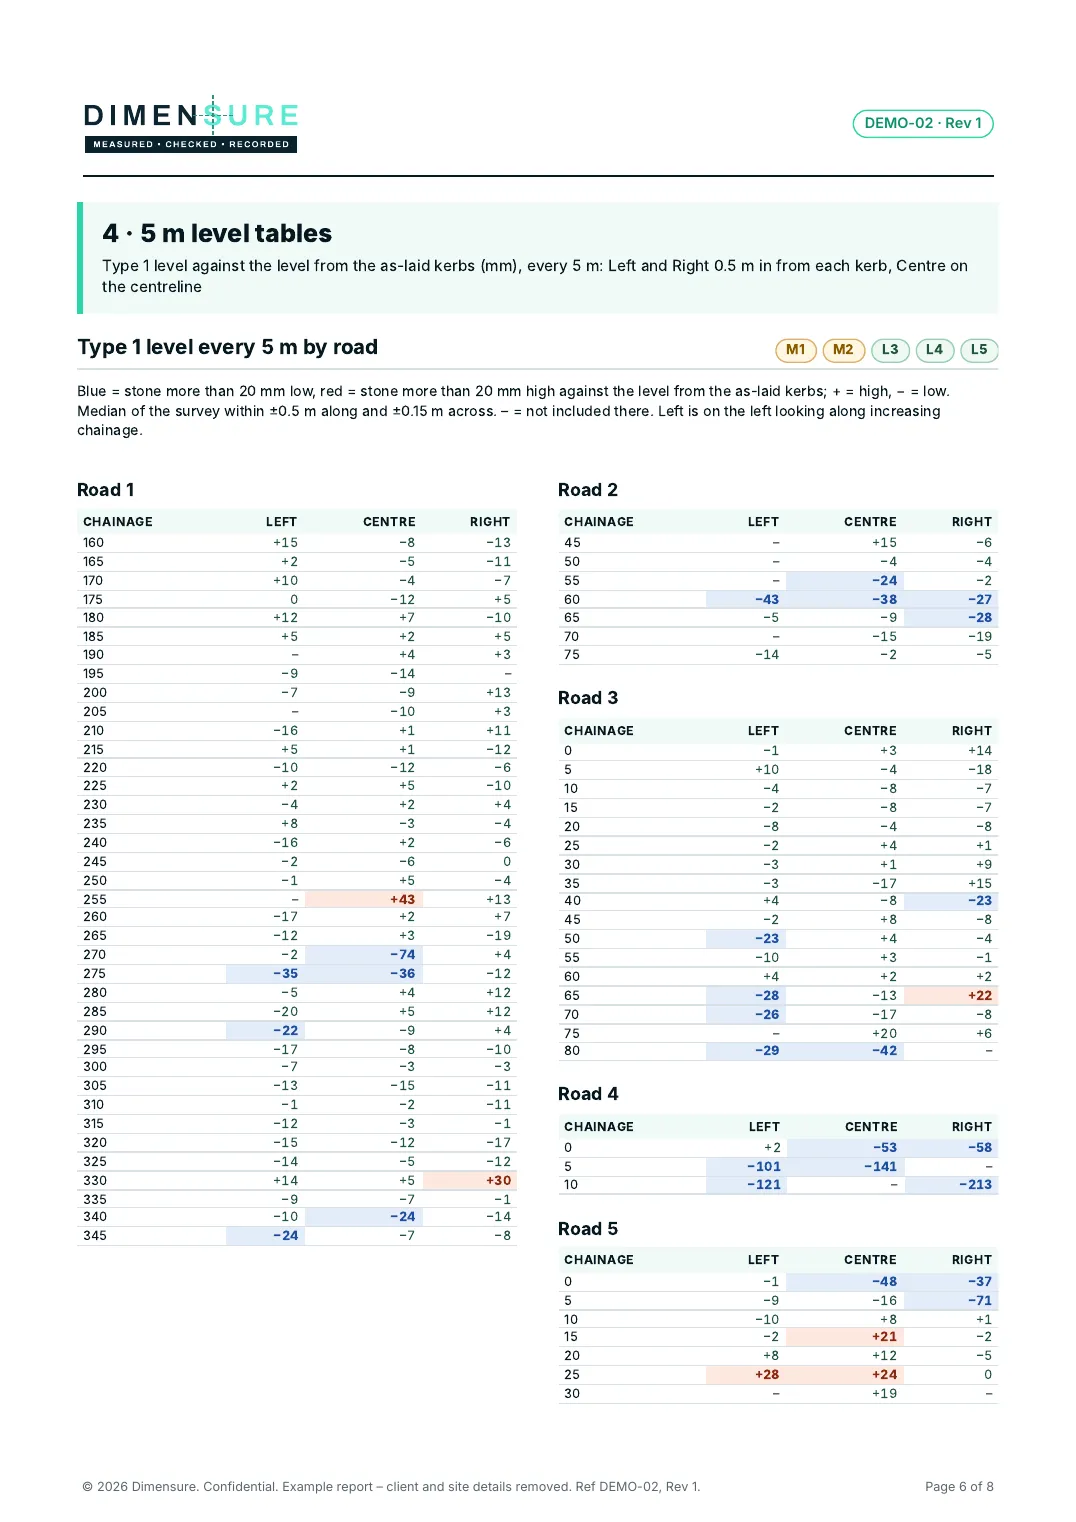 DIMENSURE
MEASURED • CHECKED • RECORDED
DEMO-02 · Rev 1
4 · 5 m level tables
Type 1 level against the level from the as-laid kerbs (mm), every 5 m: Left and Right 0.5 m in from each kerb, Centre on
the centreline
Type 1 level every 5 m by road
M1 M2 L3 L4 L5
Blue = stone more than 20 mm low, red = stone more than 20 mm high against the level from the as-laid kerbs; + = high, − = low.
Median of the survey within ±0.5 m along and ±0.15 m across. – = not included there. Left is on the left looking along increasing
chainage.
Road 1
CHAINAGE LEFT CENTRE RIGHT
160 +15 −8 −13
165 +2 −5 −11
170 +10 −4 −7
175 0 −12 +5
180 +12 +7 −10
185 +5 +2 +5
190 – +4 +3
195 −9 −14 –
200 −7 −9 +13
205 – −10 +3
210 −16 +1 +11
215 +5 +1 −12
220 −10 −12 −6
225 +2 +5 −10
230 −4 +2 +4
235 +8 −3 −4
240 −16 +2 −6
245 −2 −6 0
250 −1 +5 −4
255 – +43 +13
260 −17 +2 +7
265 −12 +3 −19
270 −2 −74 +4
275 −35 −36 −12
280 −5 +4 +12
285 −20 +5 +12
290 −22 −9 +4
295 −17 −8 −10
300 −7 −3 −3
305 −13 −15 −11
310 −1 −2 −11
315 −12 −3 −1
320 −15 −12 −17
325 −14 −5 −12
330 +14 +5 +30
335 −9 −7 −1
340 −10 −24 −14
345 −24 −7 −8
Road 2
CHAINAGE LEFT CENTRE RIGHT
45 – +15 −6
50 – −4 −4
55 – −24 −2
60 −43 −38 −27
65 −5 −9 −28
70 – −15 −19
75 −14 −2 −5
Road 3
CHAINAGE LEFT CENTRE RIGHT
0 −1 +3 +14
5 +10 −4 −18
10 −4 −8 −7
15 −2 −8 −7
20 −8 −4 −8
25 −2 +4 +1
30 −3 +1 +9
35 −3 −17 +15
40 +4 −8 −23
45 −2 +8 −8
50 −23 +4 −4
55 −10 +3 −1
60 +4 +2 +2
65 −28 −13 +22
70 −26 −17 −8
75 – +20 +6
80 −29 −42 –
Road 4
CHAINAGE LEFT CENTRE RIGHT
0 +2 −53 −58
5 −101 −141 –
10 −121 – −213
Road 5
CHAINAGE LEFT CENTRE RIGHT
0 −1 −48 −37
5 −9 −16 −71
10 −10 +8 +1
15 −2 +21 −2
20 +8 +12 −5
25 +28 +24 0
30 – +19 –
© 2026 Dimensure. Confidential. Example report – client and site details removed. Ref DEMO-02, Rev 1.
Page 6 of 8